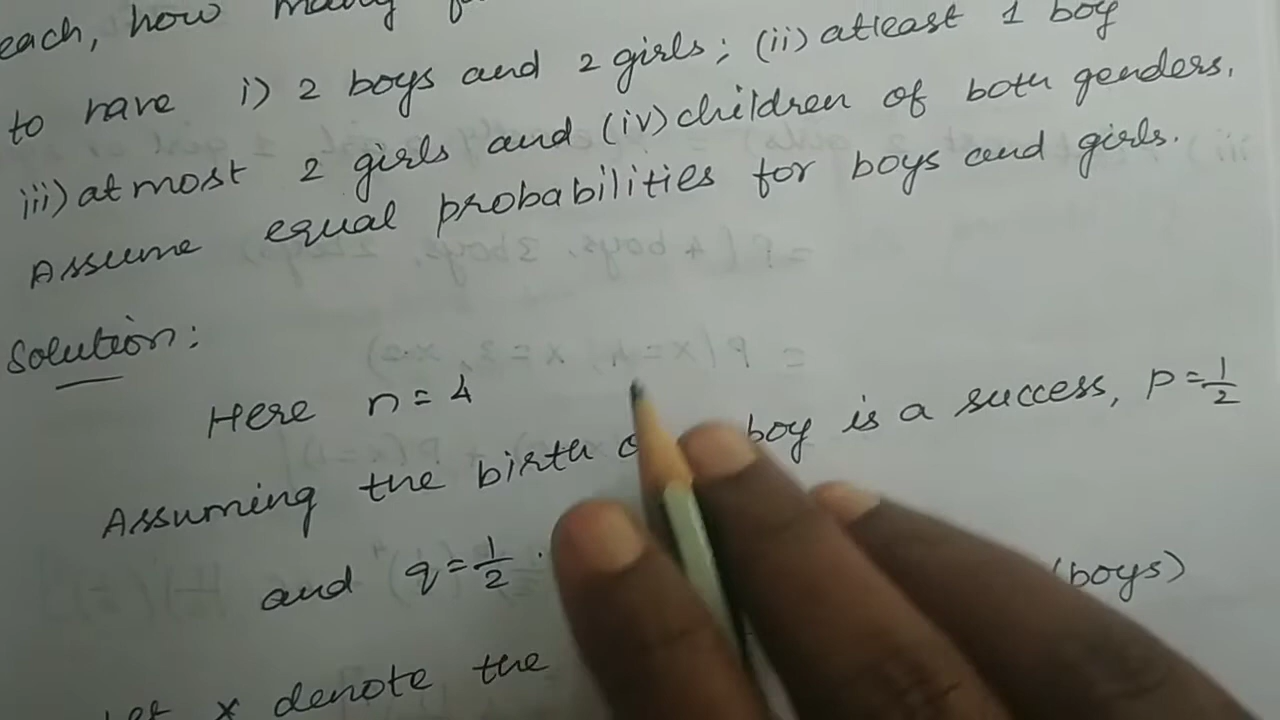 each, how many
to have i) 2 boys and 2 girls; (ii) atleast 1 boy
iii) atmost 2 girls and (iv) children of both genders.
Assume equal probabilities for boys and girls.
Solution:
Here n = 4
Assuming the birth boy is a success, p = 1/2
and q = 1/2. (boys)
Let x denote the